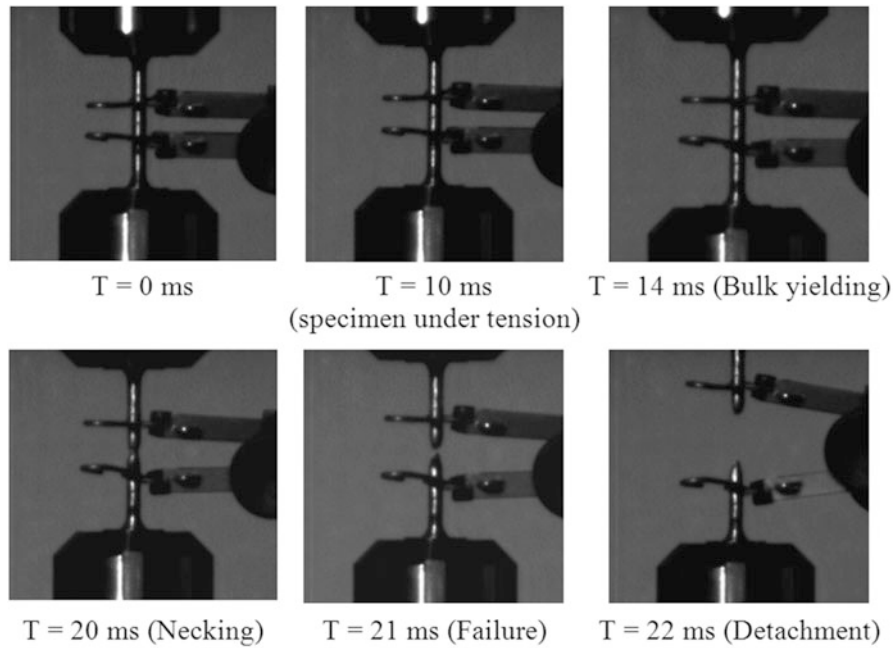 T = 0 ms
T = 10 ms
(specimen under tension)
T = 14 ms (Bulk yielding)
T = 20 ms (Necking)
T = 21 ms (Failure)
T = 22 ms (Detachment)